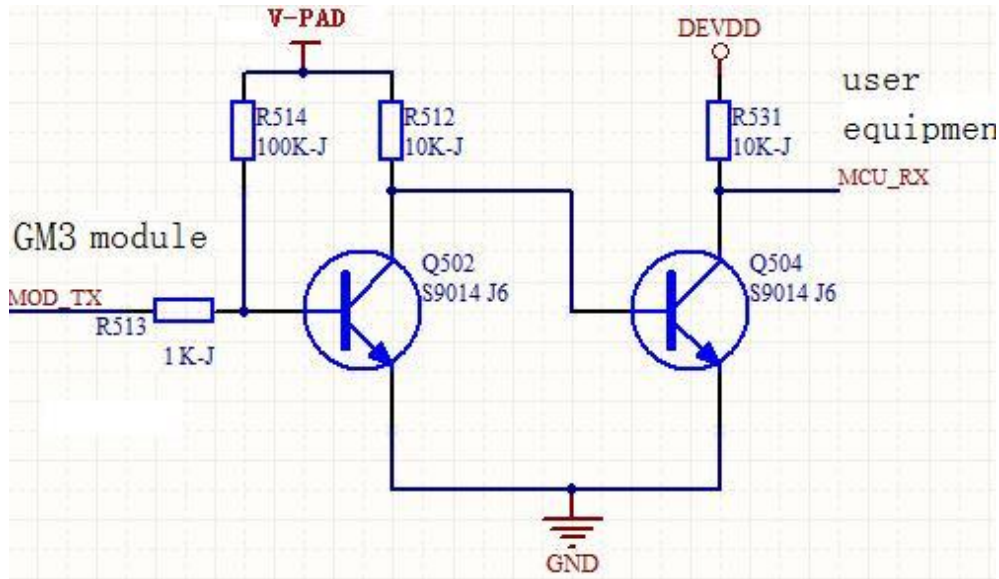 V-PAD
DEVDD
user
equipmen
R514
100K-J
R512
10K-J
R531
10K-J
MCU_RX
GM3 module
Q502
S9014 J6
Q504
S9014 J6
MOD_TX
R513
1K-J
GND